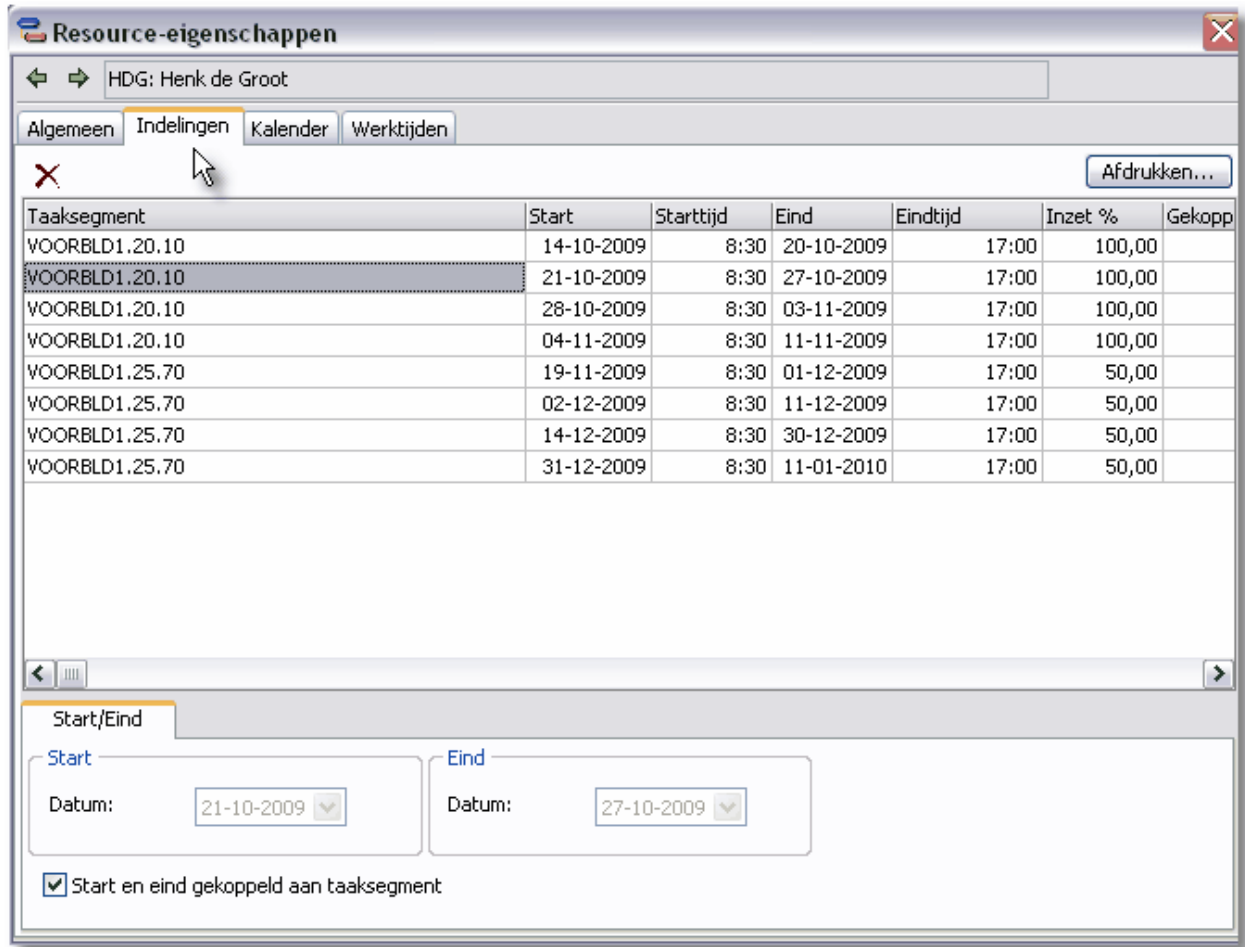 Resource-eigenschappen
HDG: Henk de Groot
Algemeen Indelingen Kalender Werktijden
Afdrukken...
Taaksegment Start Starttijd Eind Eindtijd Inzet % Gekopp
VOORBLD1.20.10 14-10-2009 8:30 20-10-2009 17:00 100,00
VOORBLD1.20.10 21-10-2009 8:30 27-10-2009 17:00 100,00
VOORBLD1.20.10 28-10-2009 8:30 03-11-2009 17:00 100,00
VOORBLD1.20.10 04-11-2009 8:30 11-11-2009 17:00 100,00
VOORBLD1.25.70 19-11-2009 8:30 01-12-2009 17:00 50,00
VOORBLD1.25.70 02-12-2009 8:30 11-12-2009 17:00 50,00
VOORBLD1.25.70 14-12-2009 8:30 30-12-2009 17:00 50,00
VOORBLD1.25.70 31-12-2009 8:30 11-01-2010 17:00 50,00
Start/Eind
Start Eind
Datum: 21-10-2009 Datum: 27-10-2009
Start en eind gekoppeld aan taaksegment